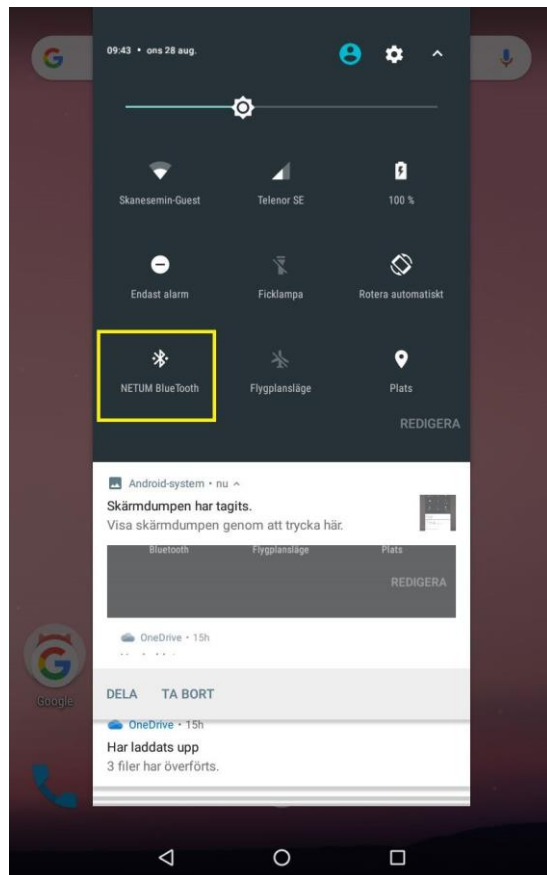 09:43 • ons 28 aug.
Skanesemin-Guest
Telenor SE
100 %
Endast alarm
Ficklampa
Rotera automatiskt
NETUM BlueTooth
Flygplansläge
Plats
REDIGERA
Android-system • nu
Skärmdumpen har tagits.
Visa skärmdumpen genom att trycka här.
Bluetooth
Flygplansläge
Plats
REDIGERA
OneDrive • 15h
DELA
TA BORT
OneDrive • 15h
Har laddats upp
3 filer har överförts.
Google